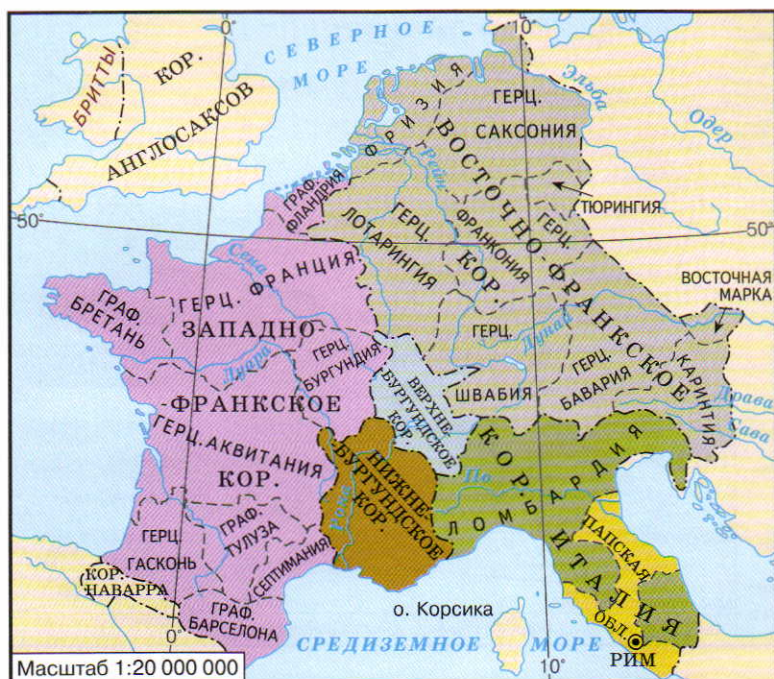 0°
10°
СЕВЕРНОЕ
МОРЕ
БРИТТЫ
КОР.
АНГЛОСАКСОВ
Эльба
Одер
ФРИЗИЯ
ГЕРЦ.
САКСОНИЯ
Рейн
ТЮРИНГИЯ
ВОСТОЧНО-ФРАНКСКОЕ
КОР.
50°
50°
ГРАФ.
ФЛАНДРИЯ
ГЕРЦ.
ЛОТАРИНГИЯ
ГЕРЦ.
ФРАНКОНИЯ
Сена
ГЕРЦ. ФРАНЦИЯ
ГРАФ.
БРЕТАНЬ
ЗАПАДНО-
ФРАНКСКОЕ
КОР.
Луара
ГЕРЦ.
БУРГУНДИЯ
ГЕРЦ.
ШВАБИЯ
Дунай
ВОСТОЧНАЯ
МАРКА
ГЕРЦ.
БАВАРИЯ
КАРИНТИЯ
Драва
Сава
ВЕРХНЕ-
БУРГУНДСКОЕ
КОР.
ГЕРЦ. АКВИТАНИЯ
НИЖНЕ-
БУРГУНДСКОЕ
КОР.
Рона
По
КОР.
ИТАЛИЯ
ЛОМБАРДИЯ
ГЕРЦ.
ГАСКОНЬ
ГРАФ.
ТУЛУЗА
СЕПТИМАНИЯ
КОР.
НАВАРРА
ГРАФ.
БАРСЕЛОНА
ПАПСКАЯ
ОБЛ.
РИМ
о. Корсика
СРЕДИЗЕМНОЕ МОРЕ
0°
10°
Масштаб 1:20 000 000